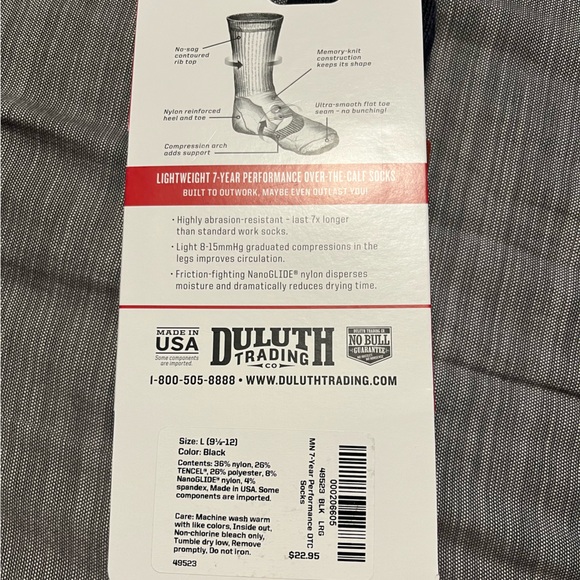 No-sag
contoured
rib top
Memory-knit
construction
keeps its shape
Nylon reinforced
heel and toe
Ultra-smooth flat toe
seam – no bunching!
Compression arch
adds support
LIGHTWEIGHT 7-YEAR PERFORMANCE OVER-THE-CALF SOCKS
BUILT TO OUTWORK, MAYBE EVEN OUTLAST YOU!
• Highly abrasion-resistant – last 7x longer
than standard work socks.
• Light 8-15mmHg graduated compressions in the
legs improves circulation.
• Friction-fighting NanoGLIDE® nylon disperses
moisture and dramatically reduces drying time.
MADE IN
USA
Some components
are imported.
DULUTH
TRADING
CO
DULUTH TRADING CO
NO BULL
GUARANTEE
1-800-505-8888 • WWW.DULUTHTRADING.COM
Size: L (9½-12)
Color: Black
Contents: 36% nylon, 26%
TENCEL®, 26% polyester, 8%
NanoGLIDE® nylon, 4%
spandex, Made in USA. Some
components are imported.
Care: Machine wash warm
with like colors, Inside out,
Non-chlorine bleach only,
Tumble dry low, Remove
promptly, Do not iron.
49523
000206605
49523 BLK LRG
MN 7-Year Performance OTC
Socks
$22.95